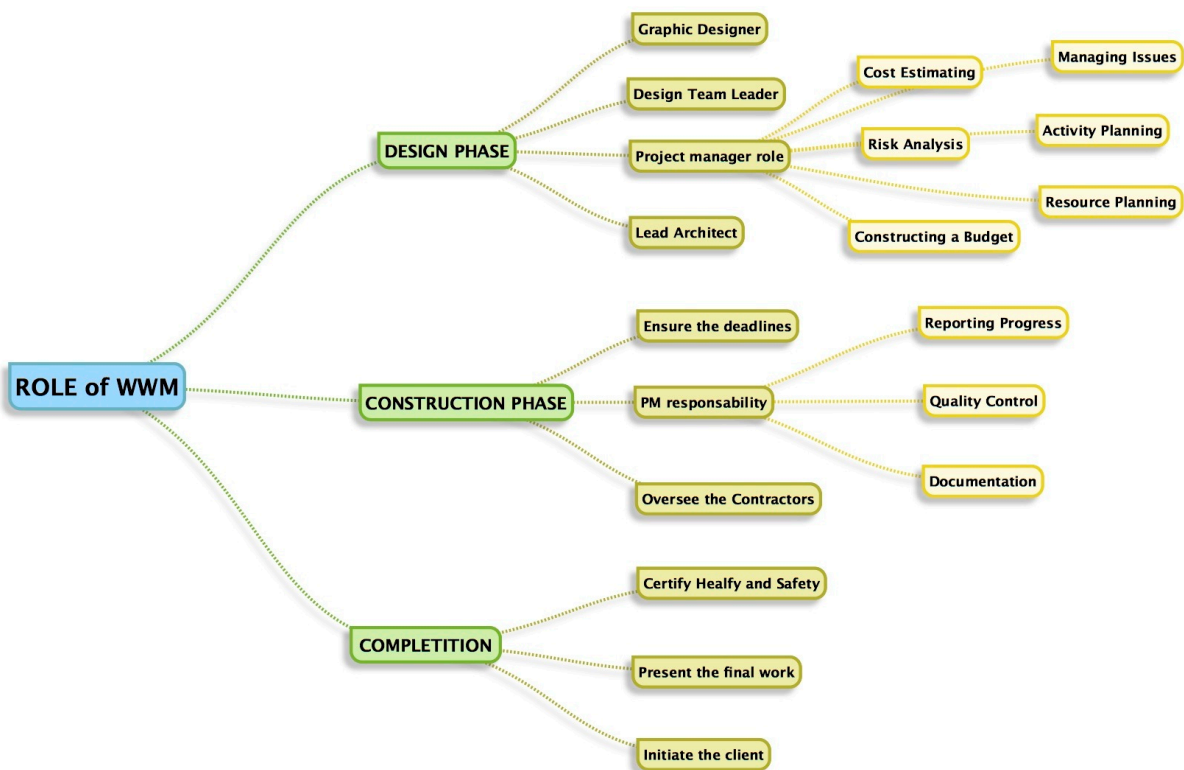 ROLE of WWM
DESIGN PHASE
Graphic Designer
Design Team Leader
Project manager role
Cost Estimating
Managing Issues
Risk Analysis
Activity Planning
Resource Planning
Constructing a Budget
Lead Architect
CONSTRUCTION PHASE
Ensure the deadlines
PM responsability
Reporting Progress
Quality Control
Documentation
Oversee the Contractors
COMPLETITION
Certify Healfy and Safety
Present the final work
Initiate the client